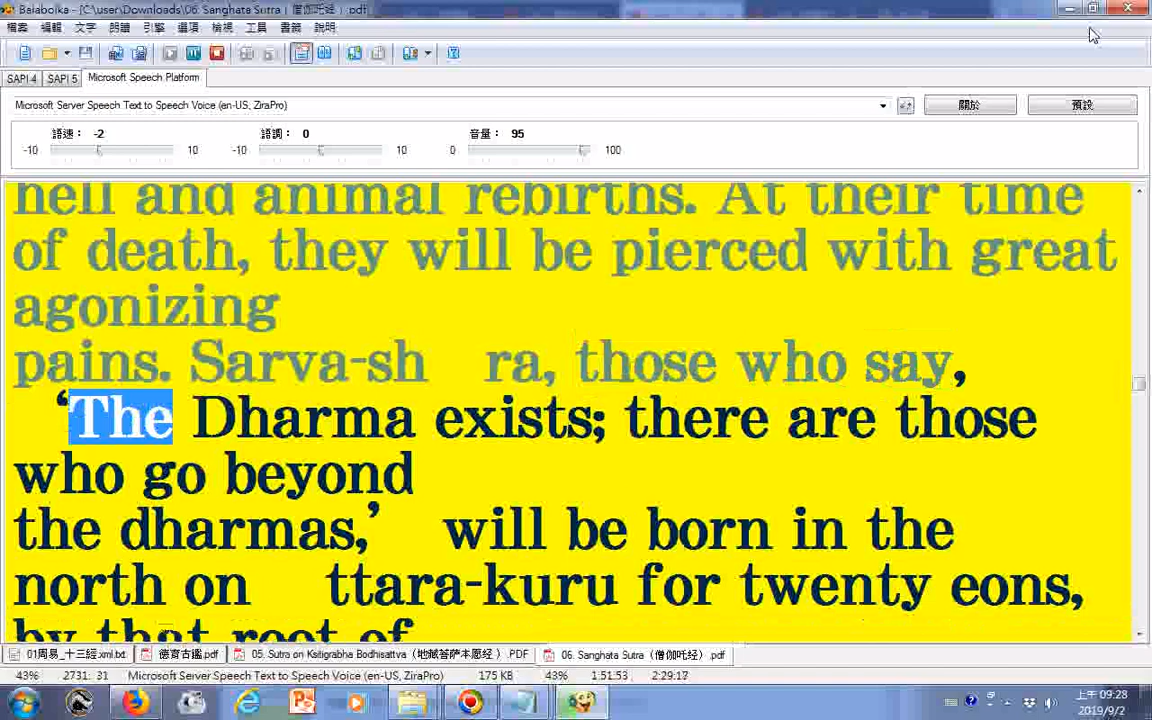 Balabolka - [C:\user\Downloads\06. Sanghata Sutra ( 僧伽吒经 ).pdf
檔案 編輯 文字 朗讀 引擎 選項 檢視 工具 書籤 說明
SAPI 4 SAPI 5 Microsoft Speech Platform
Microsoft Server Speech Text to Speech Voice (en-US, ZiraPro) 關於 預設
語速： -2 語調： 0 音量： 95
-10 10 -10 10 0 100
hell and animal rebirths. At their time
of death, they will be pierced with great
agonizing
pains. Sarva-sh ra, those who say,
‘The Dharma exists; there are those
who go beyond
the dharmas,’ will be born in the
north on ttara-kuru for twenty eons,
by that root of
01周易_十三經.xml.txt 德育古鑑.pdf 05. Sutra on Ksitigrabha Bodhisattva（地藏菩萨本愿经 ）.PDF 06. Sanghata Sutra（僧伽吒经 ）.pdf
43% 2731: 31 Microsoft Server Speech Text to Speech Voice (en-US, ZiraPro) 175 KB 43% 1:51:53 2:29:17
上午 09:28
2019/9/2